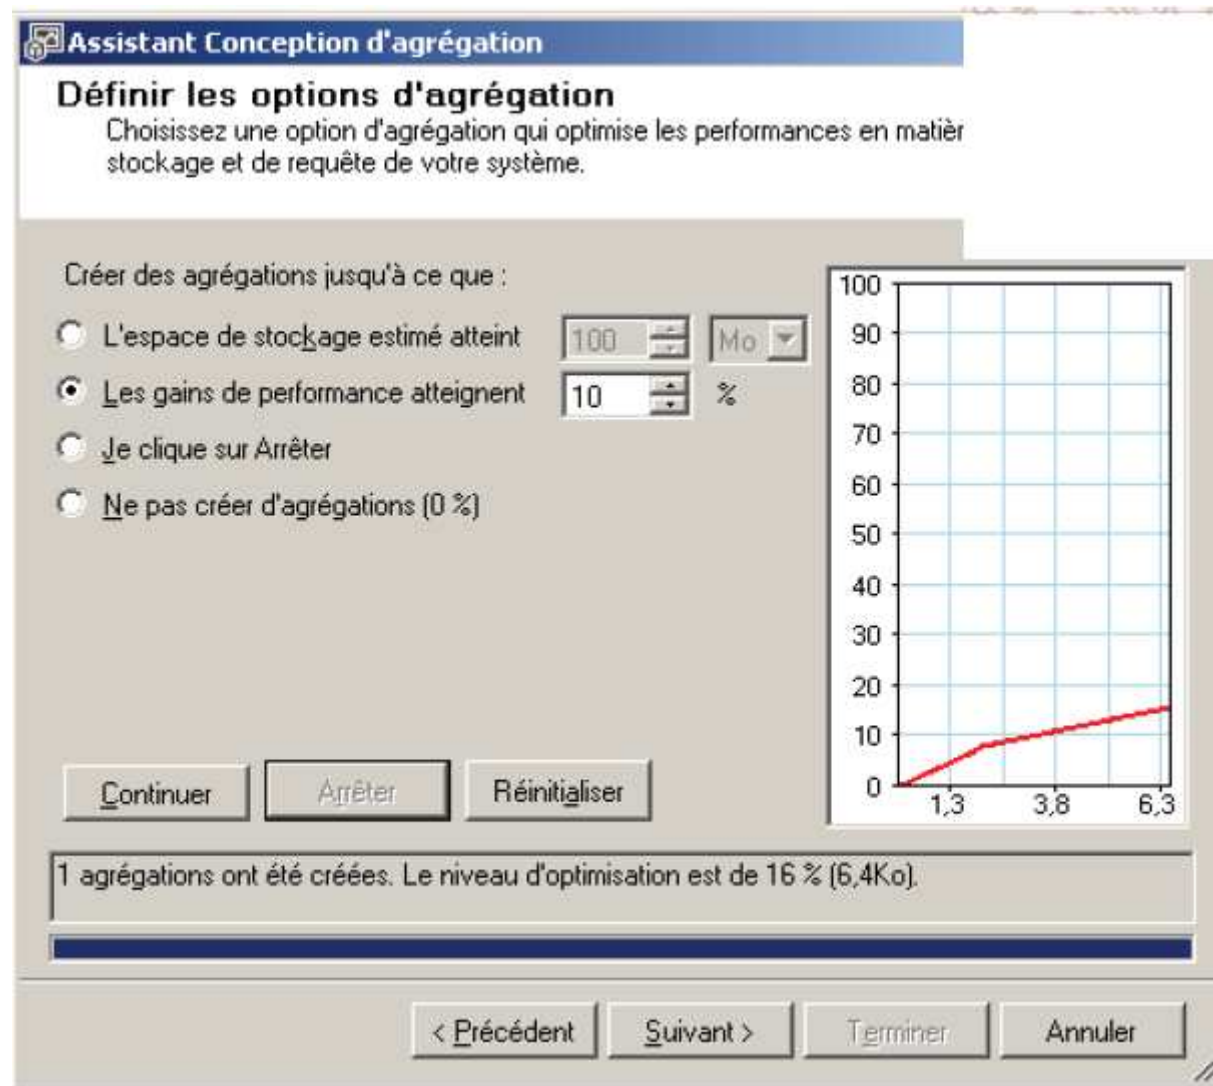 Assistant Conception d'agrégation
Définir les options d'agrégation
Choisissez une option d'agrégation qui optimise les performances en matièr
stockage et de requête de votre système.
Créer des agrégations jusqu'à ce que :
L'espace de stockage estimé atteint 100 Mo
Les gains de performance atteignent 10 %
Je clique sur Arrêter
Ne pas créer d'agrégations (0 %)
100
90
80
70
60
50
40
30
20
10
0
1,3 3,8 6,3
Continuer Arrêter Réinitialiser
1 agrégations ont été créées. Le niveau d'optimisation est de 16 % (6,4Ko).
< Précédent Suivant > Terminer Annuler